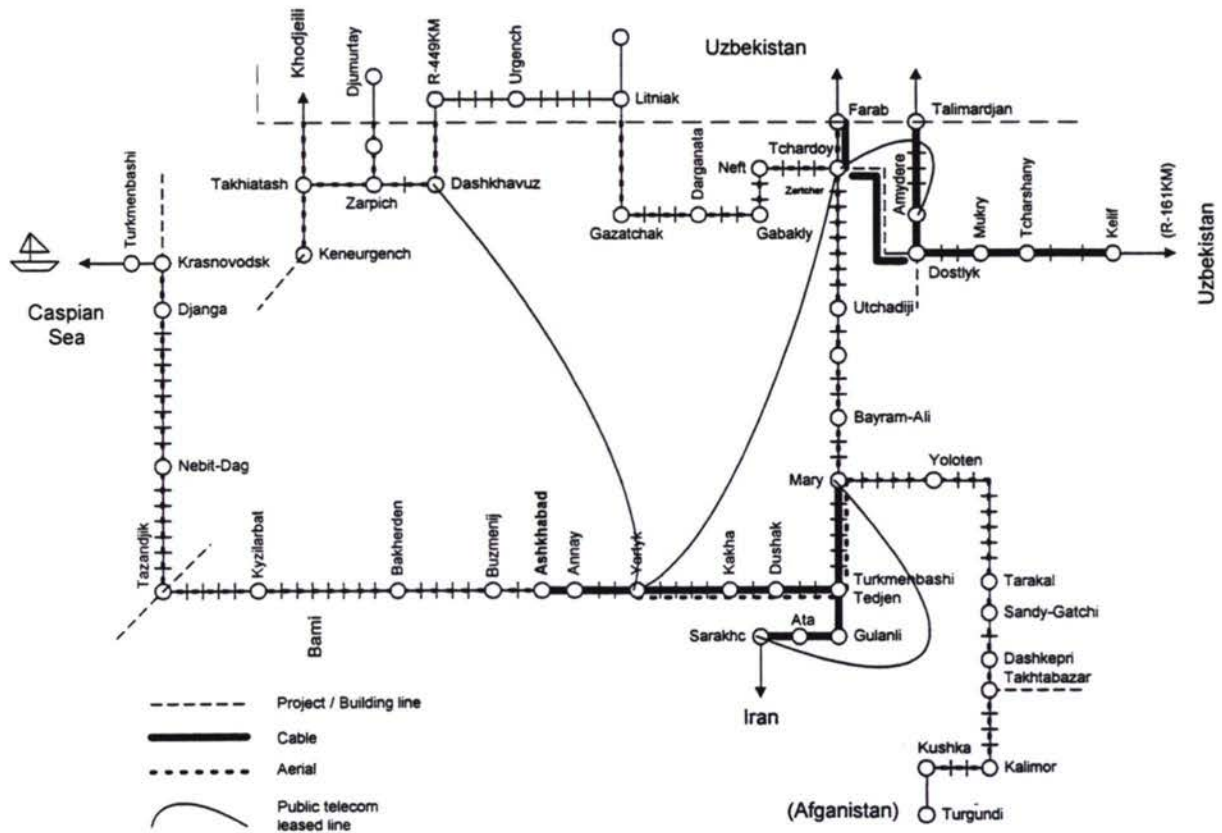 Uzbekistan
Khodjeili
Djumurtay
R-449KM
Urgench
Litniak
Farab
Talimardjan
Takhiatash
Zarpich
Dashkhavuz
Neft
Tchardoy
Zertcher
Darganata
Amydere
Mukry
Tcharshany
Kelif
(R-161KM)
Uzbekistan
Gazatchak
Gabakly
Dostlyk
Turkmenbashi
Krasnovodsk
Keneurgench
Caspian
Sea
Djanga
Utchadiji
Bayram-Ali
Nebit-Dag
Mary
Yoloten
Tazandjik
Kyzilarbat
Bakherden
Buzmenij
Ashkhabad
Annay
Kakha
Dushak
Turkmenbashi
Tedjen
Tarakal
Sandy-Gatchi
Bami
Sarakhc
Ata
Gulanli
Dashkepri
Takhtabazar
Iran
Kushka
Kalimor
(Afganistan)
Turgundi
Project / Building line
Cable
Aerial
Public telecom
leased line